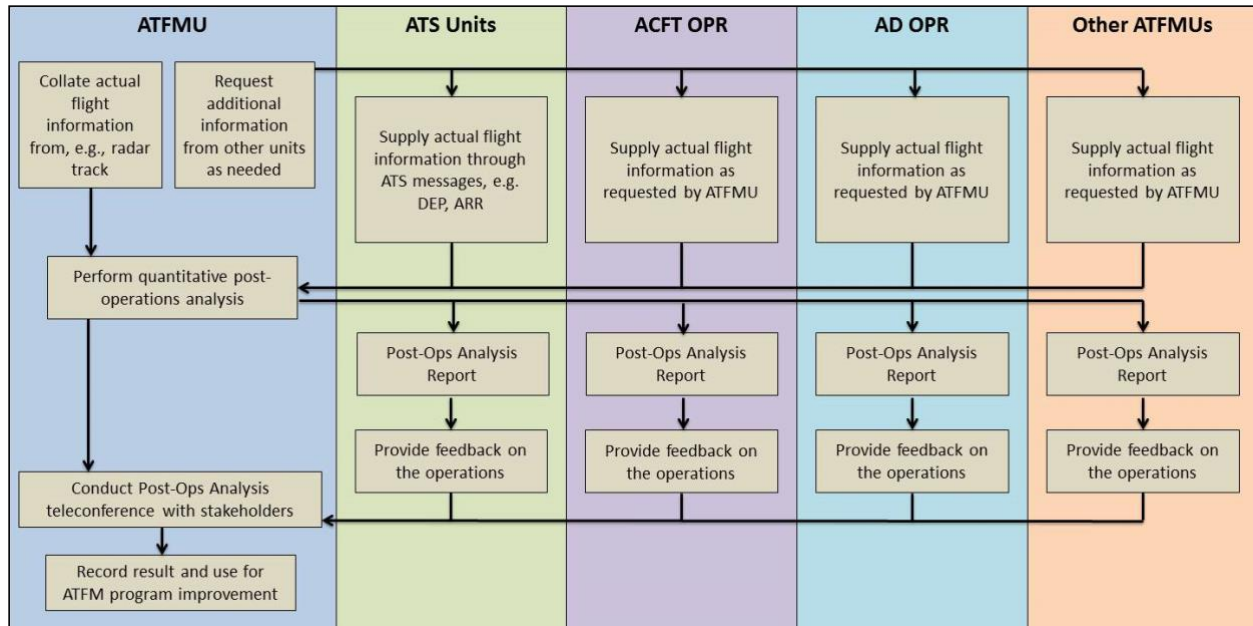 ATFMU
ATS Units
ACFT OPR
AD OPR
Other ATFMUs
Collate actual
flight
information
from, e.g., radar
track
Request
additional
information
from other units
as needed
Supply actual flight
information through
ATS messages, e.g.
DEP, ARR
Supply actual flight
information as
requested by ATFMU
Supply actual flight
information as
requested by ATFMU
Supply actual flight
information as
requested by ATFMU
Perform quantitative post-
operations analysis
Post-Ops Analysis
Report
Post-Ops Analysis
Report
Post-Ops Analysis
Report
Post-Ops Analysis
Report
Provide feedback on
the operations
Provide feedback on
the operations
Provide feedback on
the operations
Provide feedback on
the operations
Conduct Post-Ops Analysis
teleconference with stakeholders
Record result and use for
ATFM program improvement